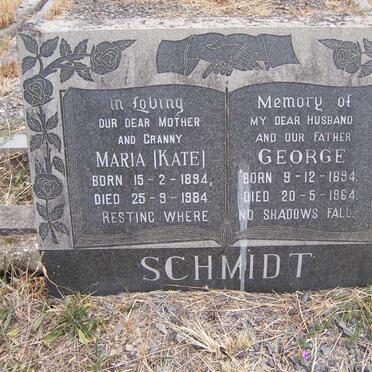 In Loving
OUR DEAR MOTHER
AND GRANNY
MARIA (KATE)
BORN 15-2-1894,
DIED 25-9-1984.
RESTING WHERE
Memory of
MY DEAR HUSBAND
AND OUR FATHER
GEORGE
BORN 9-12-1894.
DIED 20-5-1964.
NO SHADOWS FALL.
SCHMIDT